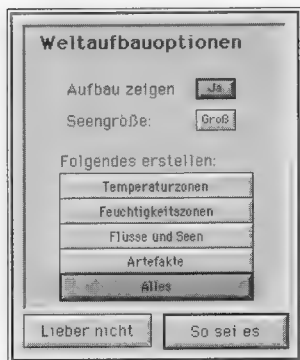 Weltaufbauoptionen
Aufbau zeigen Ja
Seengröße: Groß
Folgendes erstellen:
Temperaturzonen
Feuchtigkeitszonen
Flüsse und Seen
Artefakte
Alles
Lieber nicht So sei es